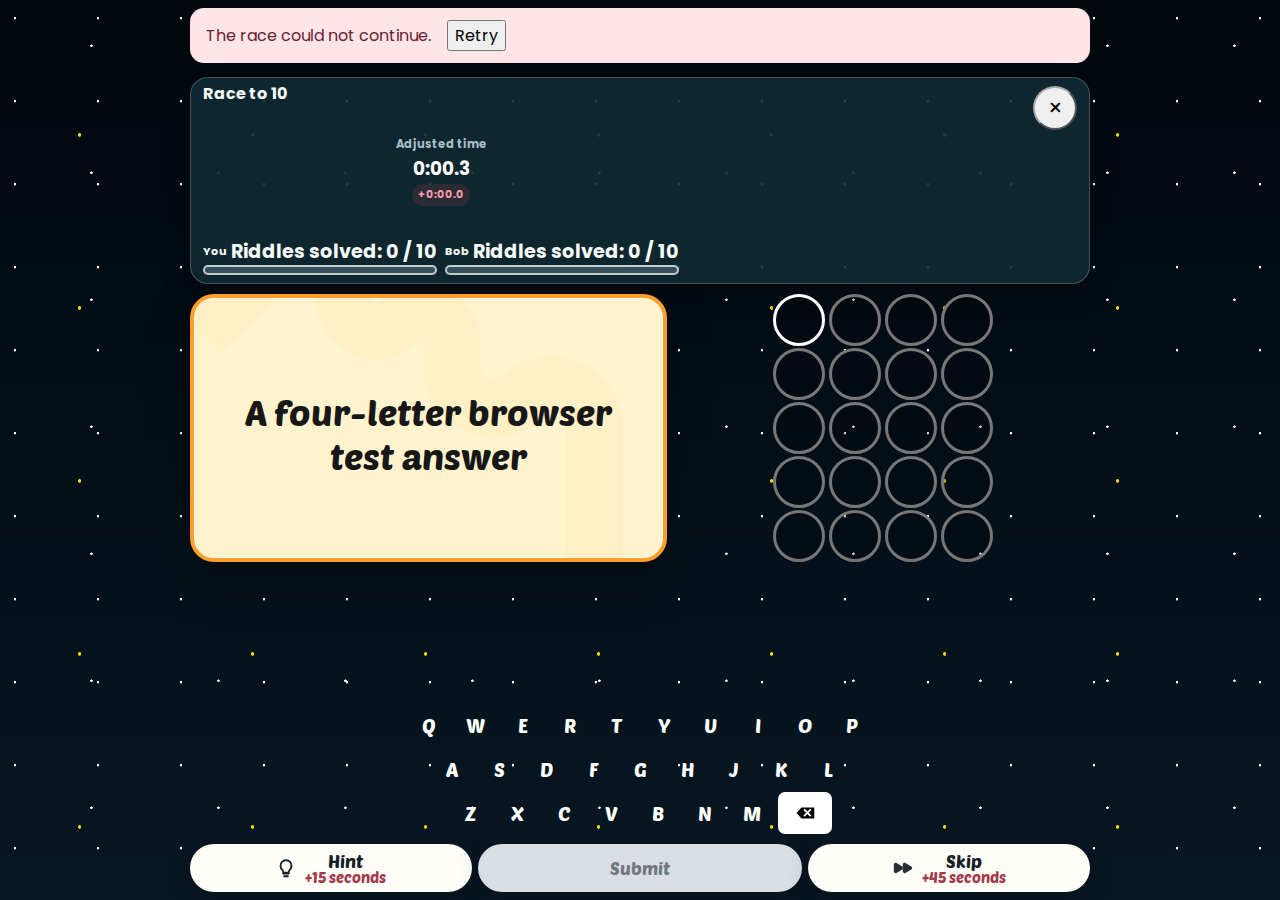 The race could not continue. Retry
Race to 10
×
Adjusted time
0:00.3
+0:00.0
You Riddles solved: 0 / 10 Bob Riddles solved: 0 / 10
A four-letter browser
test answer
Q W E R T Y U I O P
A S D F G H J K L
Z X C V B N M
Hint
+15 seconds
Submit
Skip
+45 seconds